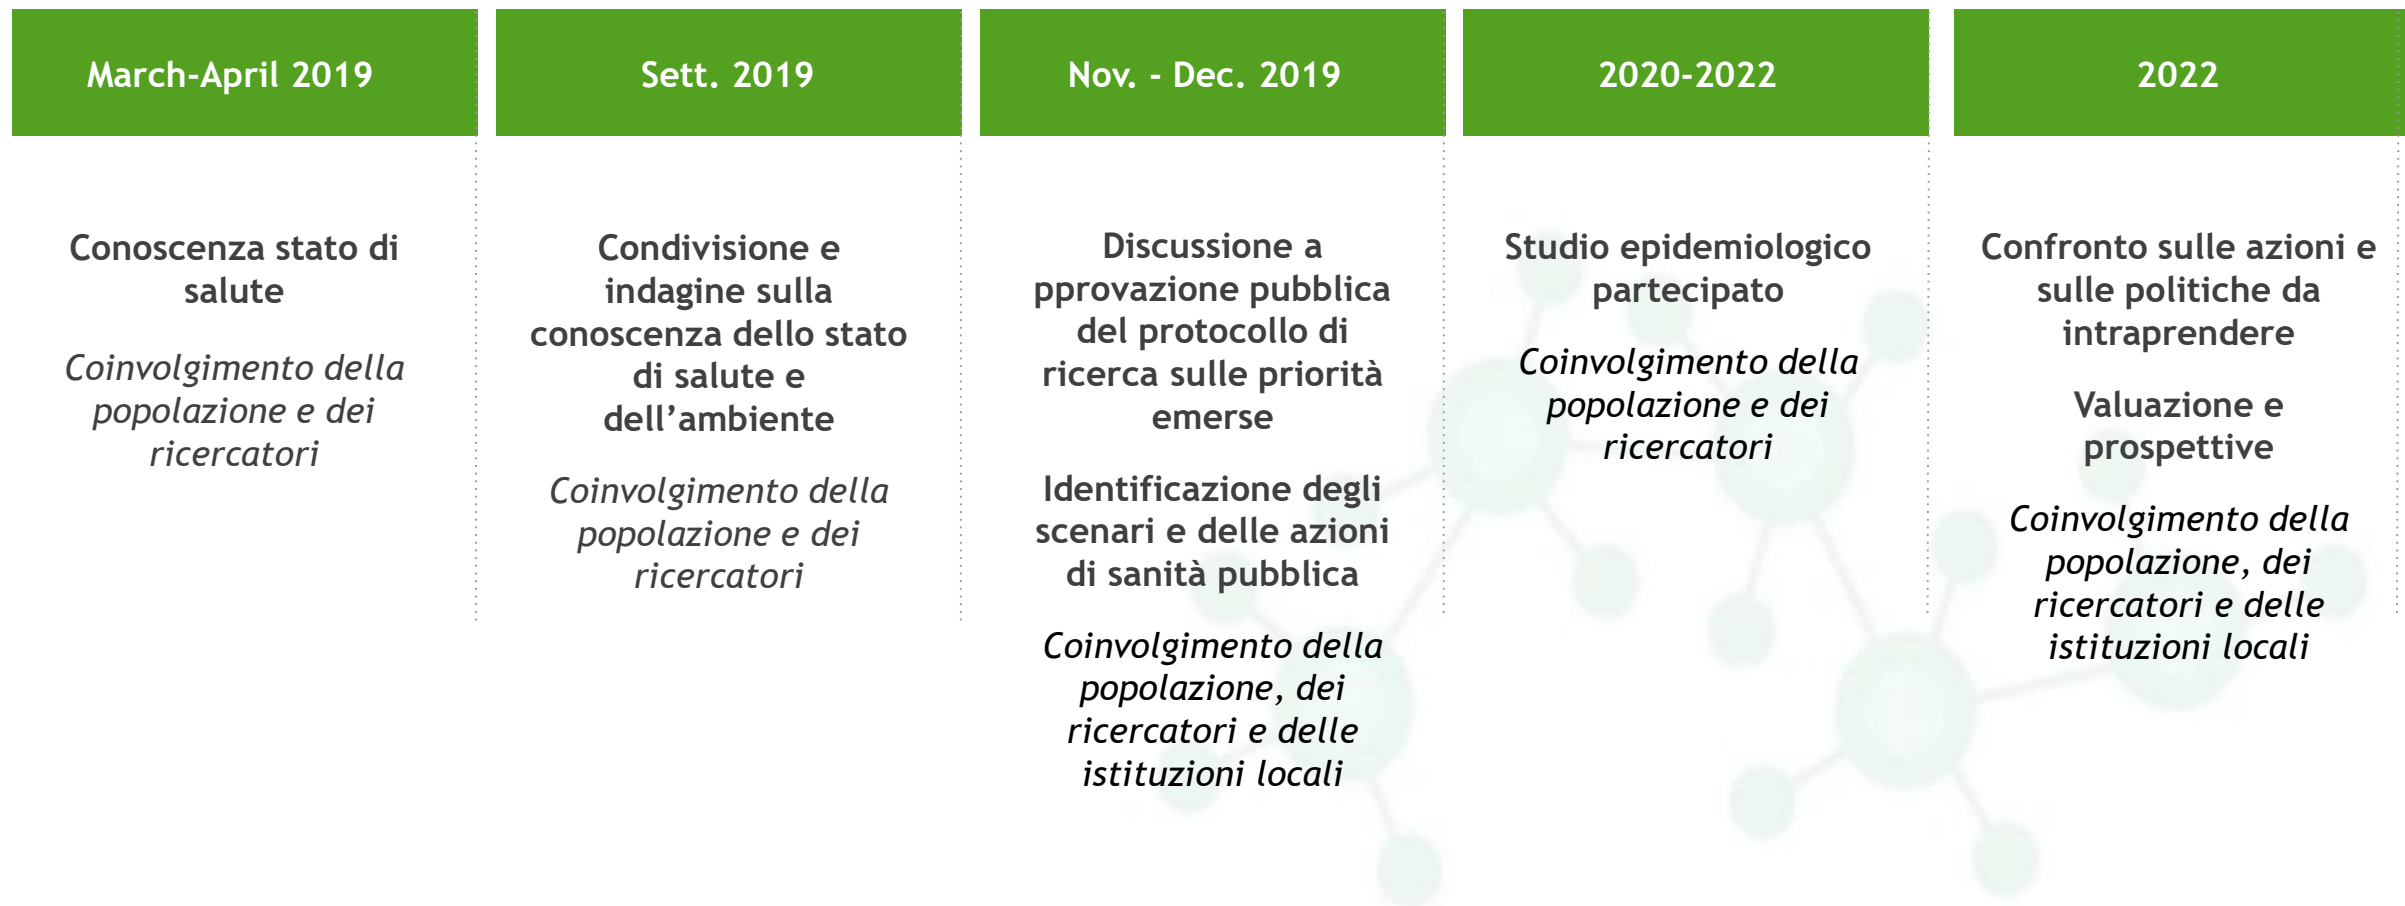 March-April 2019
Sett. 2019
Nov. - Dec. 2019
2020-2022
2022
Conoscenza stato di
salute
Coinvolgimento della
popolazione e dei
ricercatori
Condivisione e
indagine sulla
conoscenza dello stato
di salute e
dell’ambiente
Coinvolgimento della
popolazione e dei
ricercatori
Discussione a
pprovazione pubblica
del protocollo di
ricerca sulle priorità
emerse
Identificazione degli
scenari e delle azioni
di sanità pubblica
Coinvolgimento della
popolazione, dei
ricercatori e delle
istituzioni locali
Studio epidemiologico
partecipato
Coinvolgimento della
popolazione e dei
ricercatori
Confronto sulle azioni e
sulle politiche da
intraprendere
Valuazione e
prospettive
Coinvolgimento della
popolazione, dei
ricercatori e delle
istituzioni locali